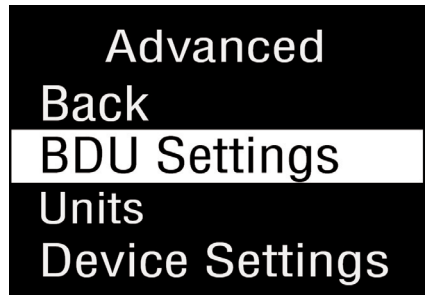 Advanced
Back
BDU Settings
Units
Device Settings